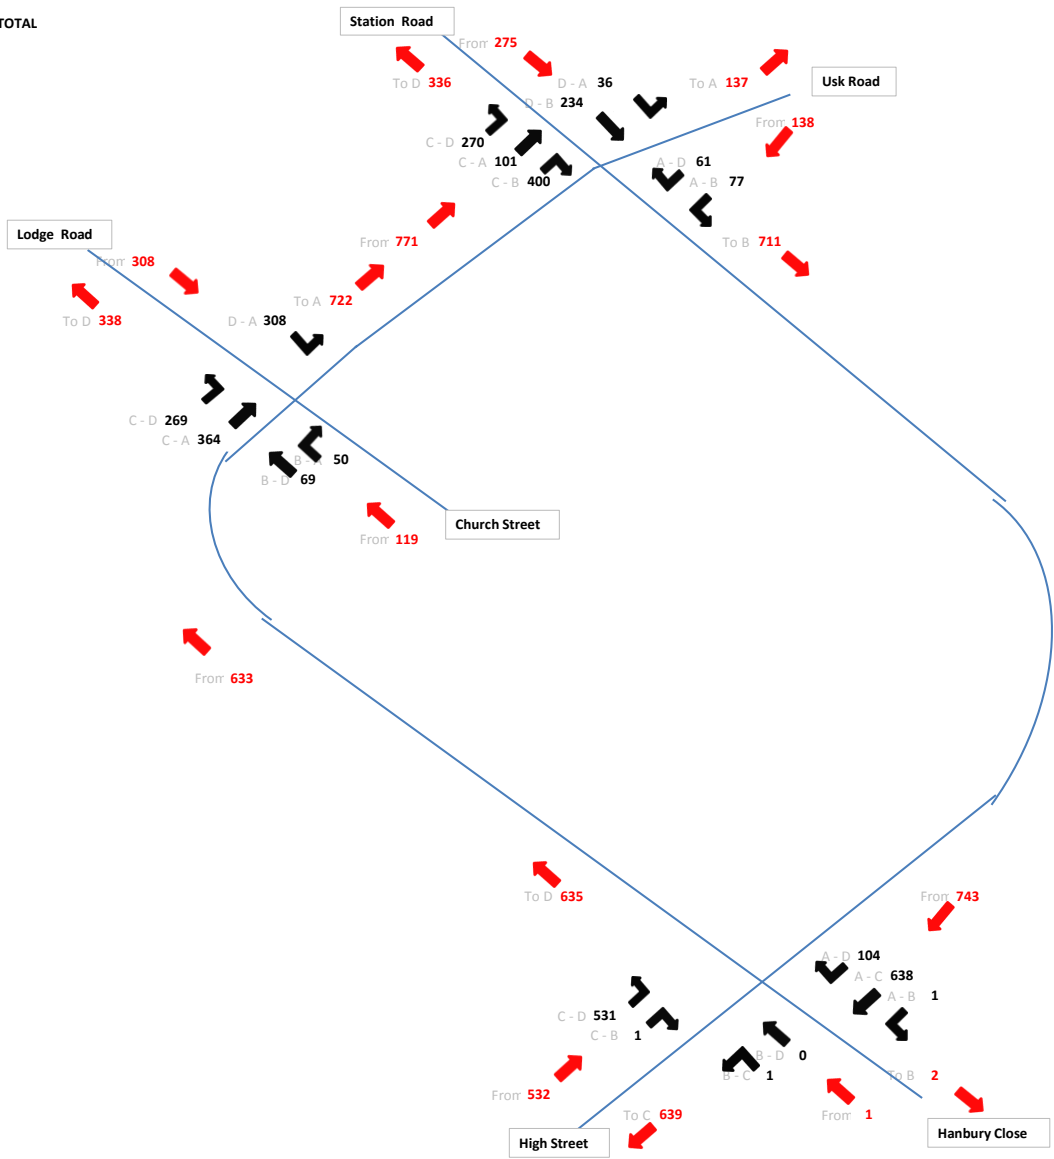 TOTAL
Station Road
From 275
To D 336
D - A 36
D - B 234
To A 137
Usk Road
From 138
C - D 270
C - A 101
C - B 400
A - D 61
A - B 77
From 771
To B 711
Lodge Road
From 308
To D 338
To A 722
D - A 308
C - D 269
C - A 364
B - A 50
B - D 69
Church Street
From 119
From 633
To D 635
From 743
A - D 104
A - C 638
A - B 1
C - D 531
C - B 1
B - D 0
B - C 1
To B 2
From 532
To C 639
From 1
High Street
Hanbury Close